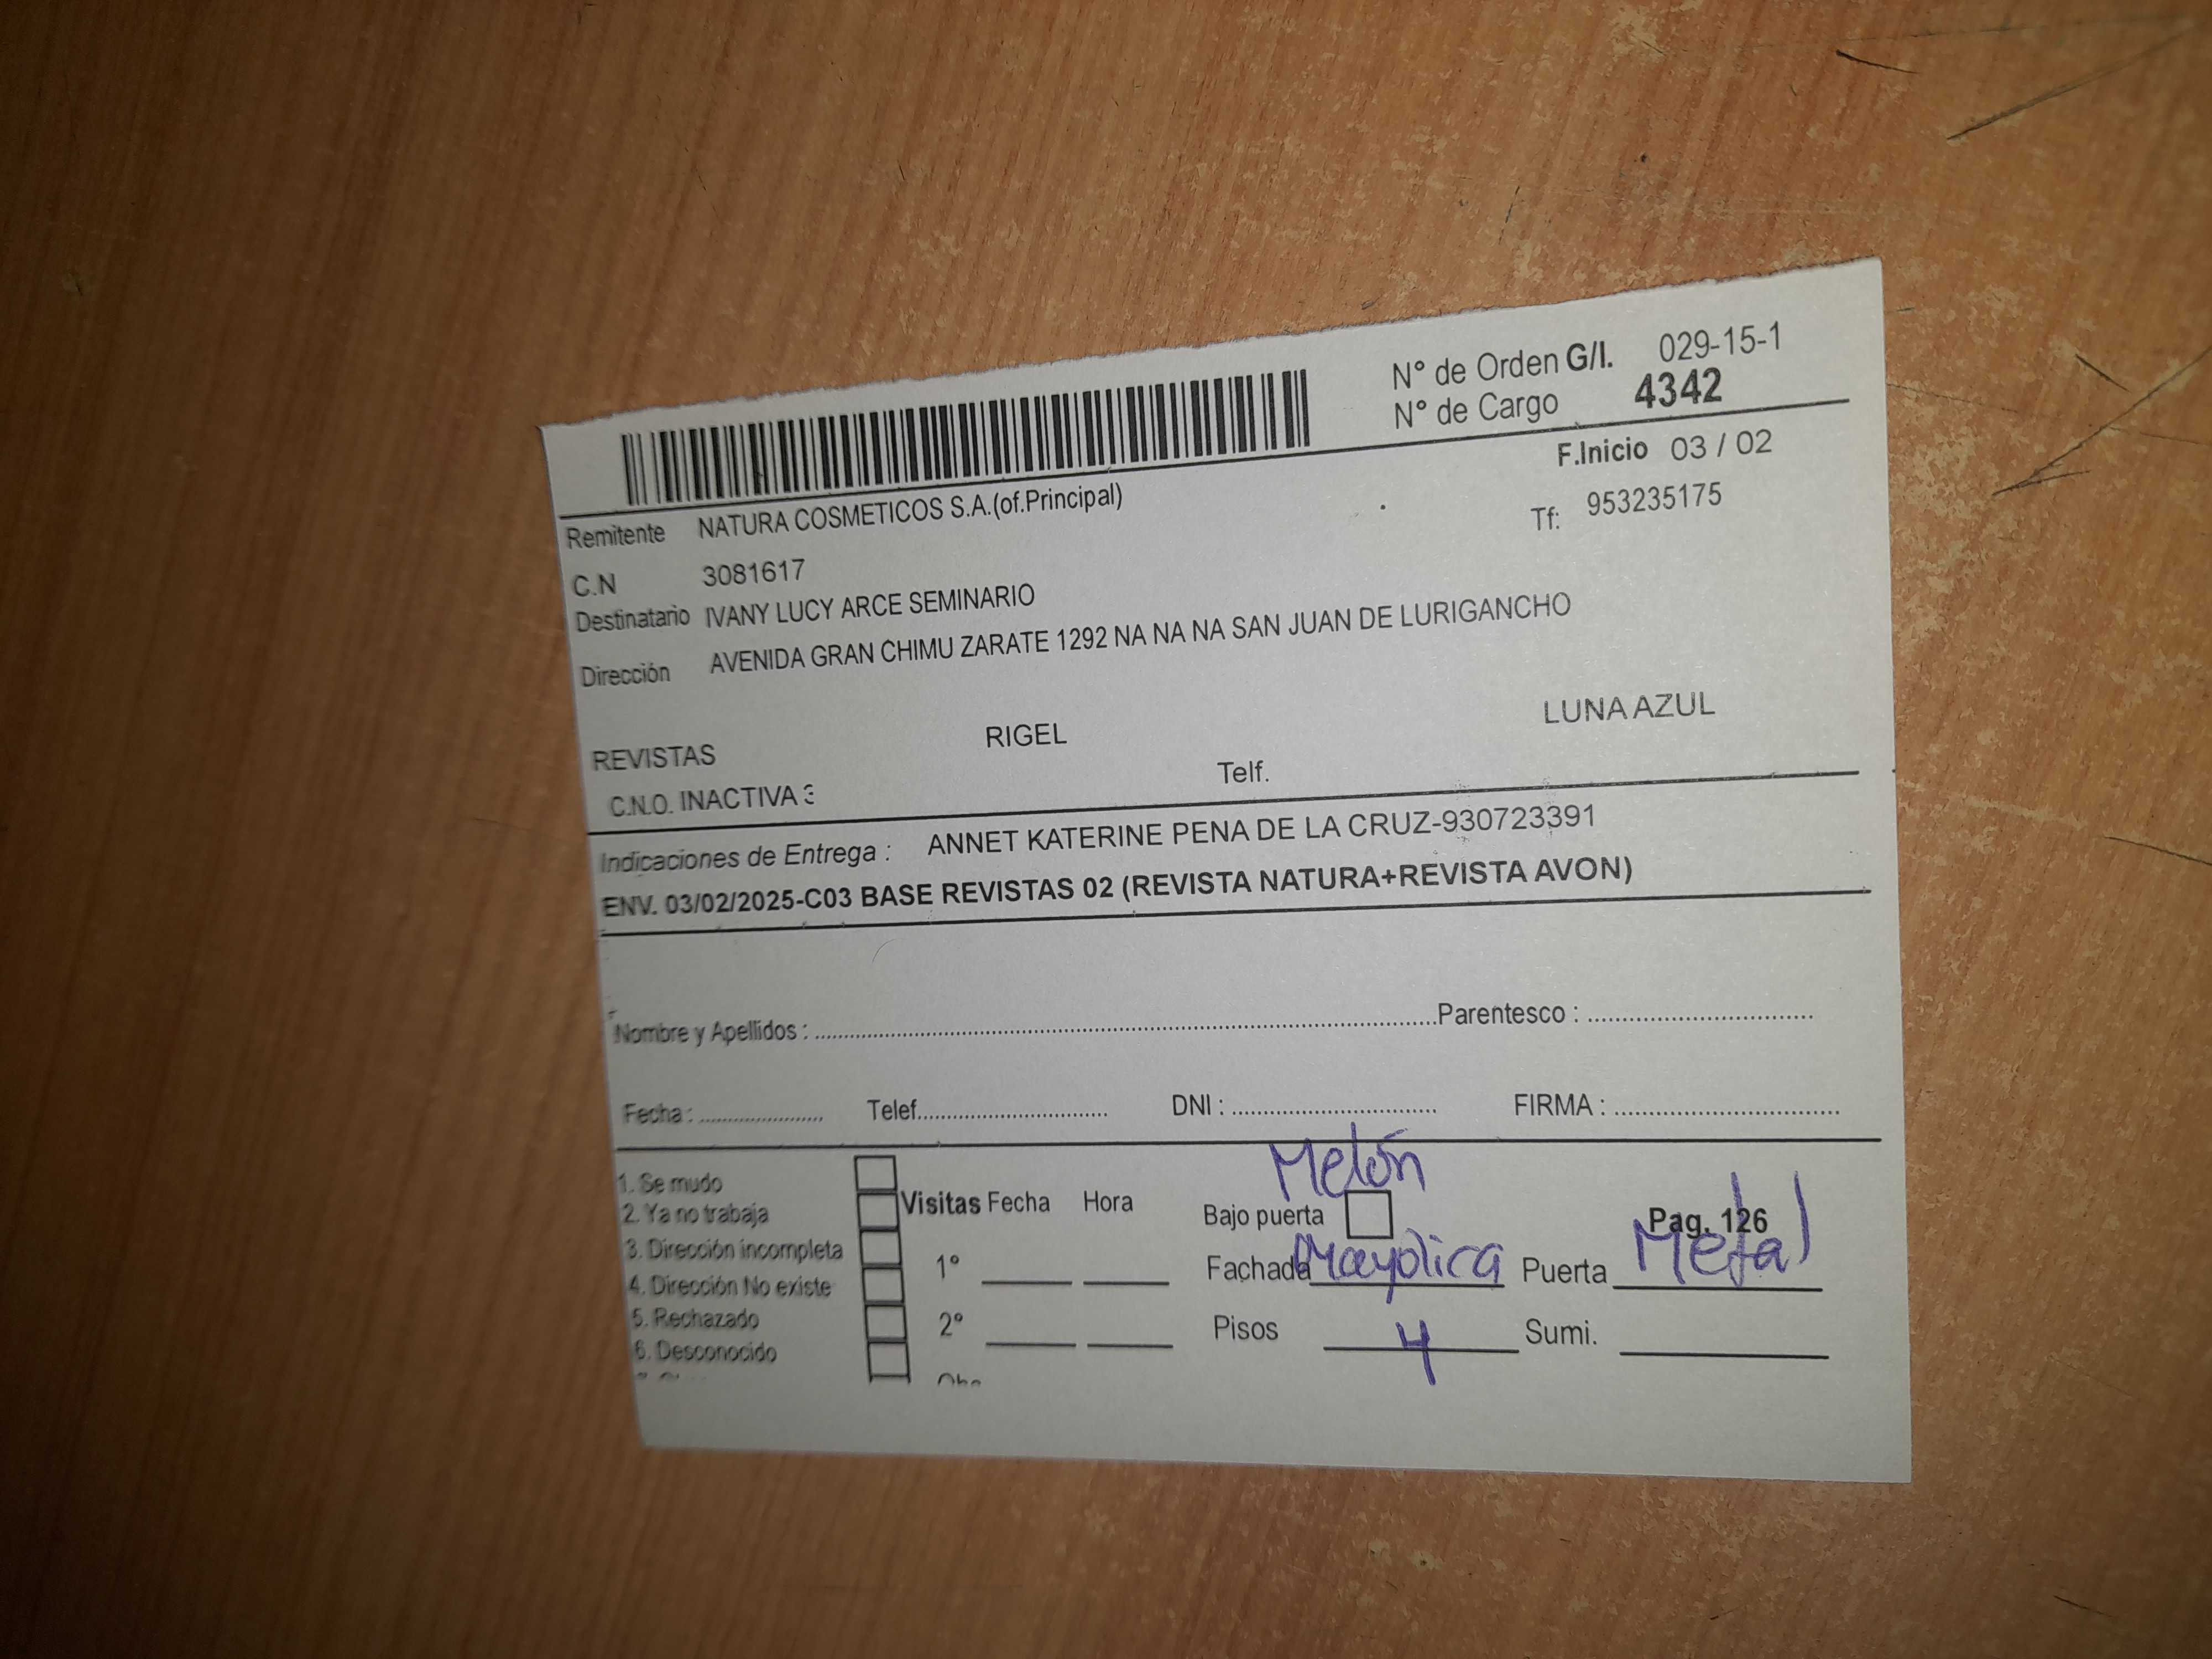 N° de Orden G/I. 029-15-1
N° de Cargo 4342
F.Inicio 03 / 02
Remitente NATURA COSMETICOS S.A.(of.Principal)
Tf: 953235175
C.N 3081617
Destinatario IVANY LUCY ARCE SEMINARIO
Dirección AVENIDA GRAN CHIMU ZARATE 1292 NA NA NA SAN JUAN DE LURIGANCHO
REVISTAS RIGEL LUNA AZUL
C.N.O. INACTIVA 3 Telf.
Indicaciones de Entrega : ANNET KATERINE PENA DE LA CRUZ-930723391
ENV. 03/02/2025-C03 BASE REVISTAS 02 (REVISTA NATURA+REVISTA AVON)
Nombre y Apellidos : Parentesco :
Fecha : Telef. DNI : FIRMA :
Melón
1. Se mudo
2. Ya no trabaja
3. Dirección incompleta
4. Dirección No existe
5. Rechazado
6. Desconocido
Visitas Fecha Hora
1°
2°
Bajo puerta Pag. 126
Fachada Mayolica Puerta Metal
Pisos 4 Sumi.